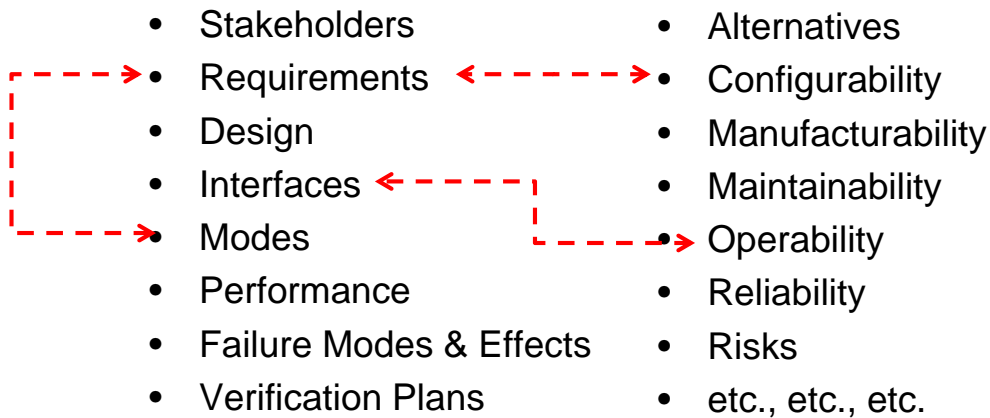 • Stakeholders
• Requirements
• Design
• Interfaces
• Modes
• Performance
• Failure Modes & Effects
• Verification Plans
• Alternatives
• Configurability
• Manufacturability
• Maintainability
• Operability
• Reliability
• Risks
• etc., etc., etc.